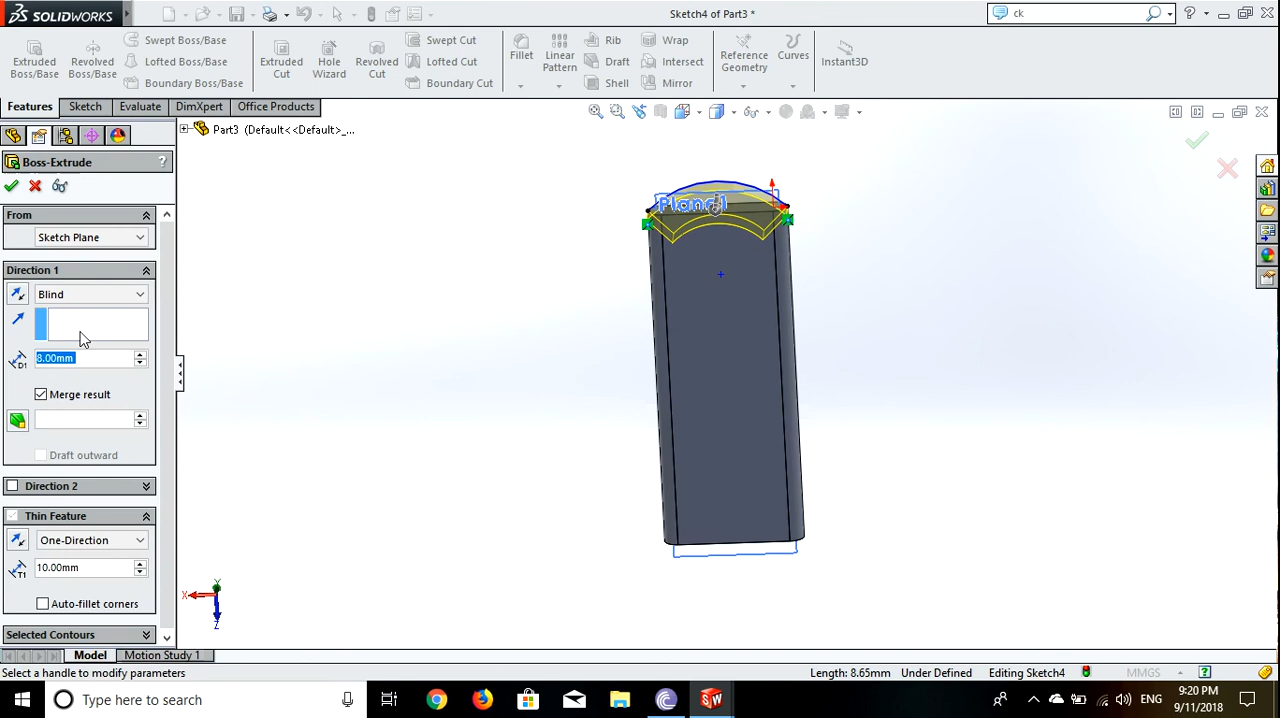 SOLIDWORKS
Sketch4 of Part3 *
ck
Extruded Boss/Base
Revolved Boss/Base
Swept Boss/Base
Lofted Boss/Base
Boundary Boss/Base
Extruded Cut
Hole Wizard
Revolved Cut
Swept Cut
Lofted Cut
Boundary Cut
Fillet
Linear Pattern
Rib
Draft
Shell
Wrap
Intersect
Mirror
Reference Geometry
Curves
Instant3D
Features
Sketch
Evaluate
DimXpert
Office Products
Part3 (Default<<Default>_...
Boss-Extrude
?
From
Sketch Plane
Direction 1
Blind
D1
8.00mm
Merge result
Draft outward
Direction 2
Thin Feature
One-Direction
T1
10.00mm
Auto-fillet corners
Selected Contours
Plane1
X
Y
Z
Model
Motion Study 1
Select a handle to modify parameters
Length: 8.65mm
Under Defined
Editing Sketch4
MMGS
?
Type here to search
SW
ENG
9:20 PM
9/11/2018